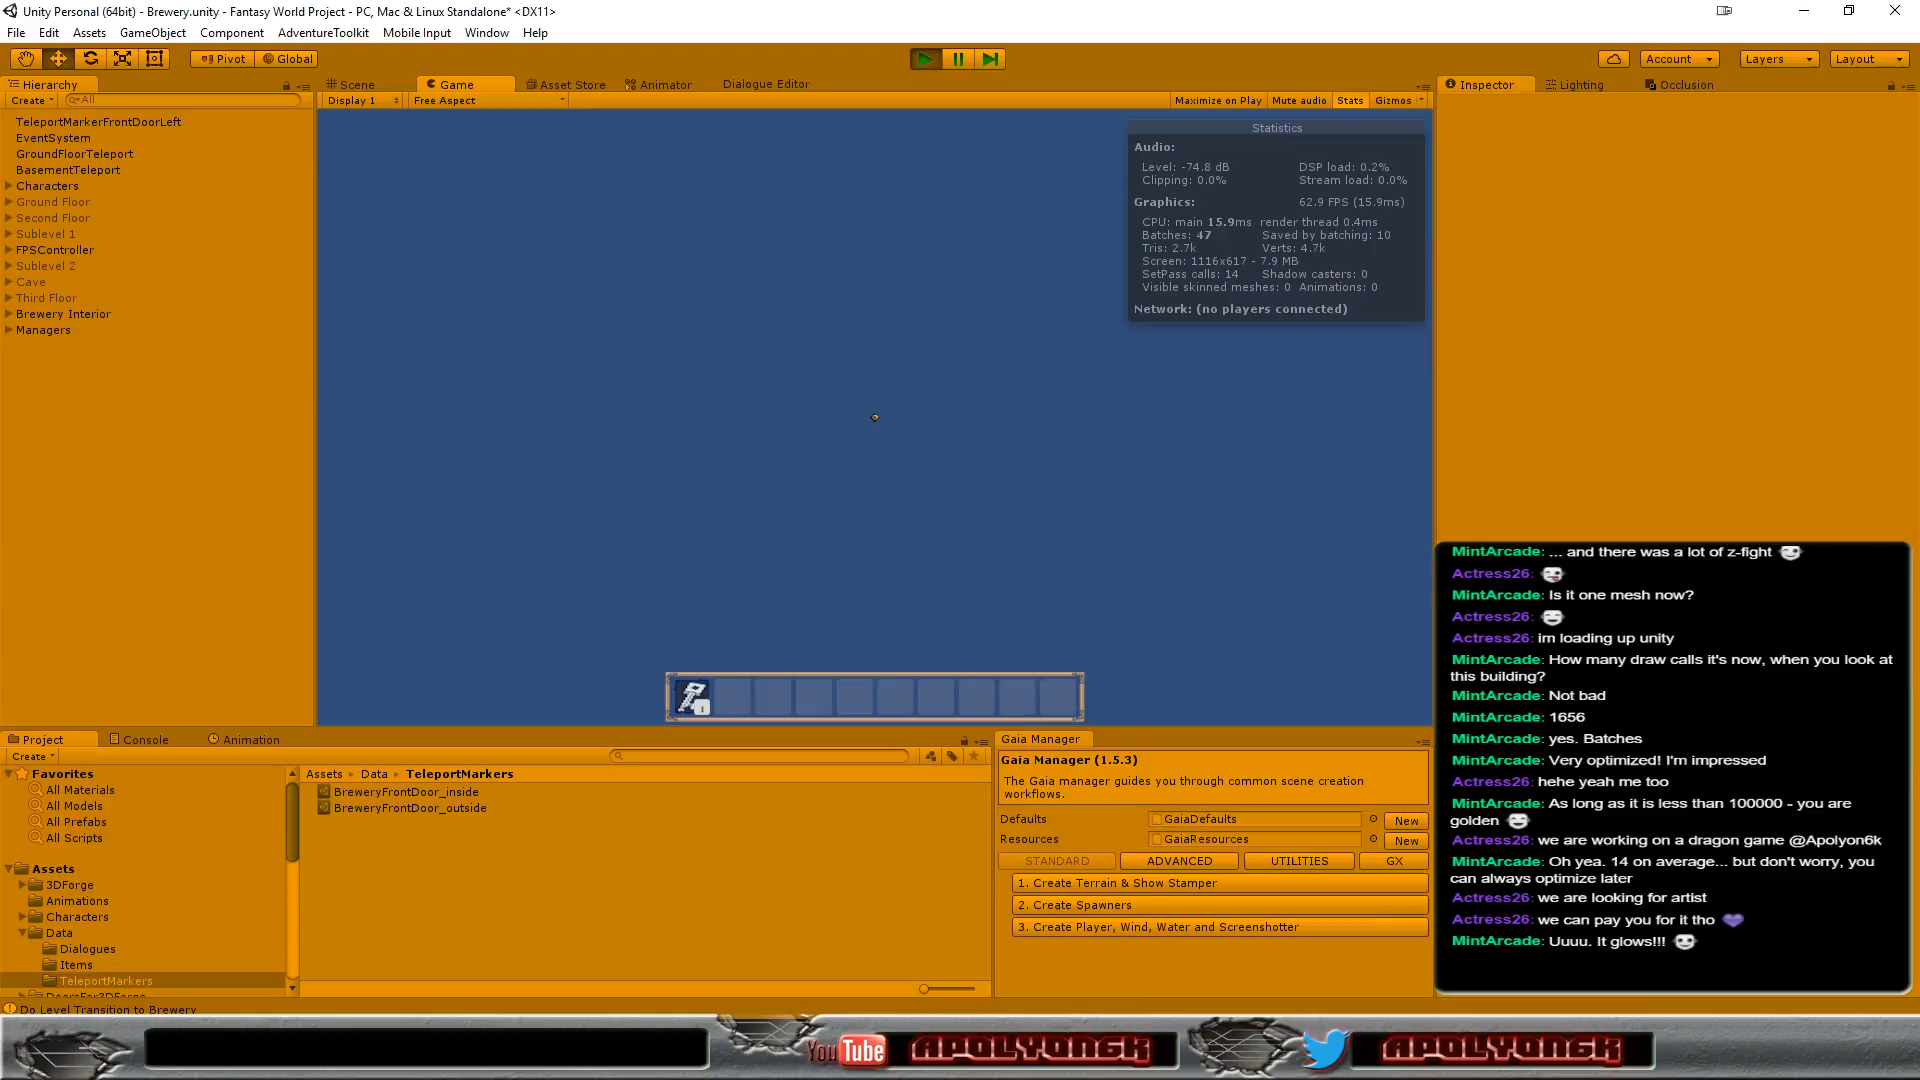 Unity Personal (64bit) - Brewery.unity - Fantasy World Project - PC, Mac & Linux Standalone* <DX11>
File Edit Assets GameObject Component AdventureToolkit Mobile Input Window Help
Pivot Global Account Layers Layout
Hierarchy
Create All
TeleportMarkerFrontDoorLeft
EventSystem
GroundFloorTeleport
BasementTeleport
Characters
Ground Floor
Second Floor
Sublevel 1
FPSController
Sublevel 2
Cave
Third Floor
Brewery Interior
Managers
Scene Game Asset Store Animator Dialogue Editor
Display 1 Free Aspect Maximize on Play Mute audio Stats Gizmos
Statistics
Audio:
Level: -74.8 dB DSP load: 0.2%
Clipping: 0.0% Stream load: 0.0%
Graphics: 62.9 FPS (15.9ms)
CPU: main 15.9ms render thread 0.4ms
Batches: 47 Saved by batching: 10
Tris: 2.7k Verts: 4.7k
Screen: 1116x617 - 7.9 MB
SetPass calls: 14 Shadow casters: 0
Visible skinned meshes: 0 Animations: 0
Network: (no players connected)
1
Inspector Lighting Occlusion
Project Console Animation
Create
Favorites
All Materials
All Models
All Prefabs
All Scripts
Assets
3DForge
Animations
Characters
Data
Dialogues
Items
TeleportMarkers
DoorsFor3DForge
Assets Data TeleportMarkers
BreweryFrontDoor_inside
BreweryFrontDoor_outside
Gaia Manager
Gaia Manager (1.5.3)
The Gaia manager guides you through common scene creation
workflows.
Defaults GaiaDefaults New
Resources GaiaResources New
STANDARD ADVANCED UTILITIES GX
1. Create Terrain & Show Stamper
2. Create Spawners
3. Create Player, Wind, Water and Screenshotter
MintArcade: ... and there was a lot of z-fight
Actress26:
MintArcade: Is it one mesh now?
Actress26:
Actress26: im loading up unity
MintArcade: How many draw calls it's now, when you look at
this building?
MintArcade: Not bad
MintArcade: 1656
MintArcade: yes. Batches
MintArcade: Very optimized! I'm impressed
Actress26: hehe yeah me too
MintArcade: As long as it is less than 100000 - you are
golden
Actress26: we are working on a dragon game @Apolyon6k
MintArcade: Oh yea. 14 on average... but don't worry, you
can always optimize later
Actress26: we are looking for artist
Actress26: we can pay you for it tho
MintArcade: Uuuu. It glows!!!
Do Level Transition to Brewery
YouTube APOLYON6K APOLYON6K